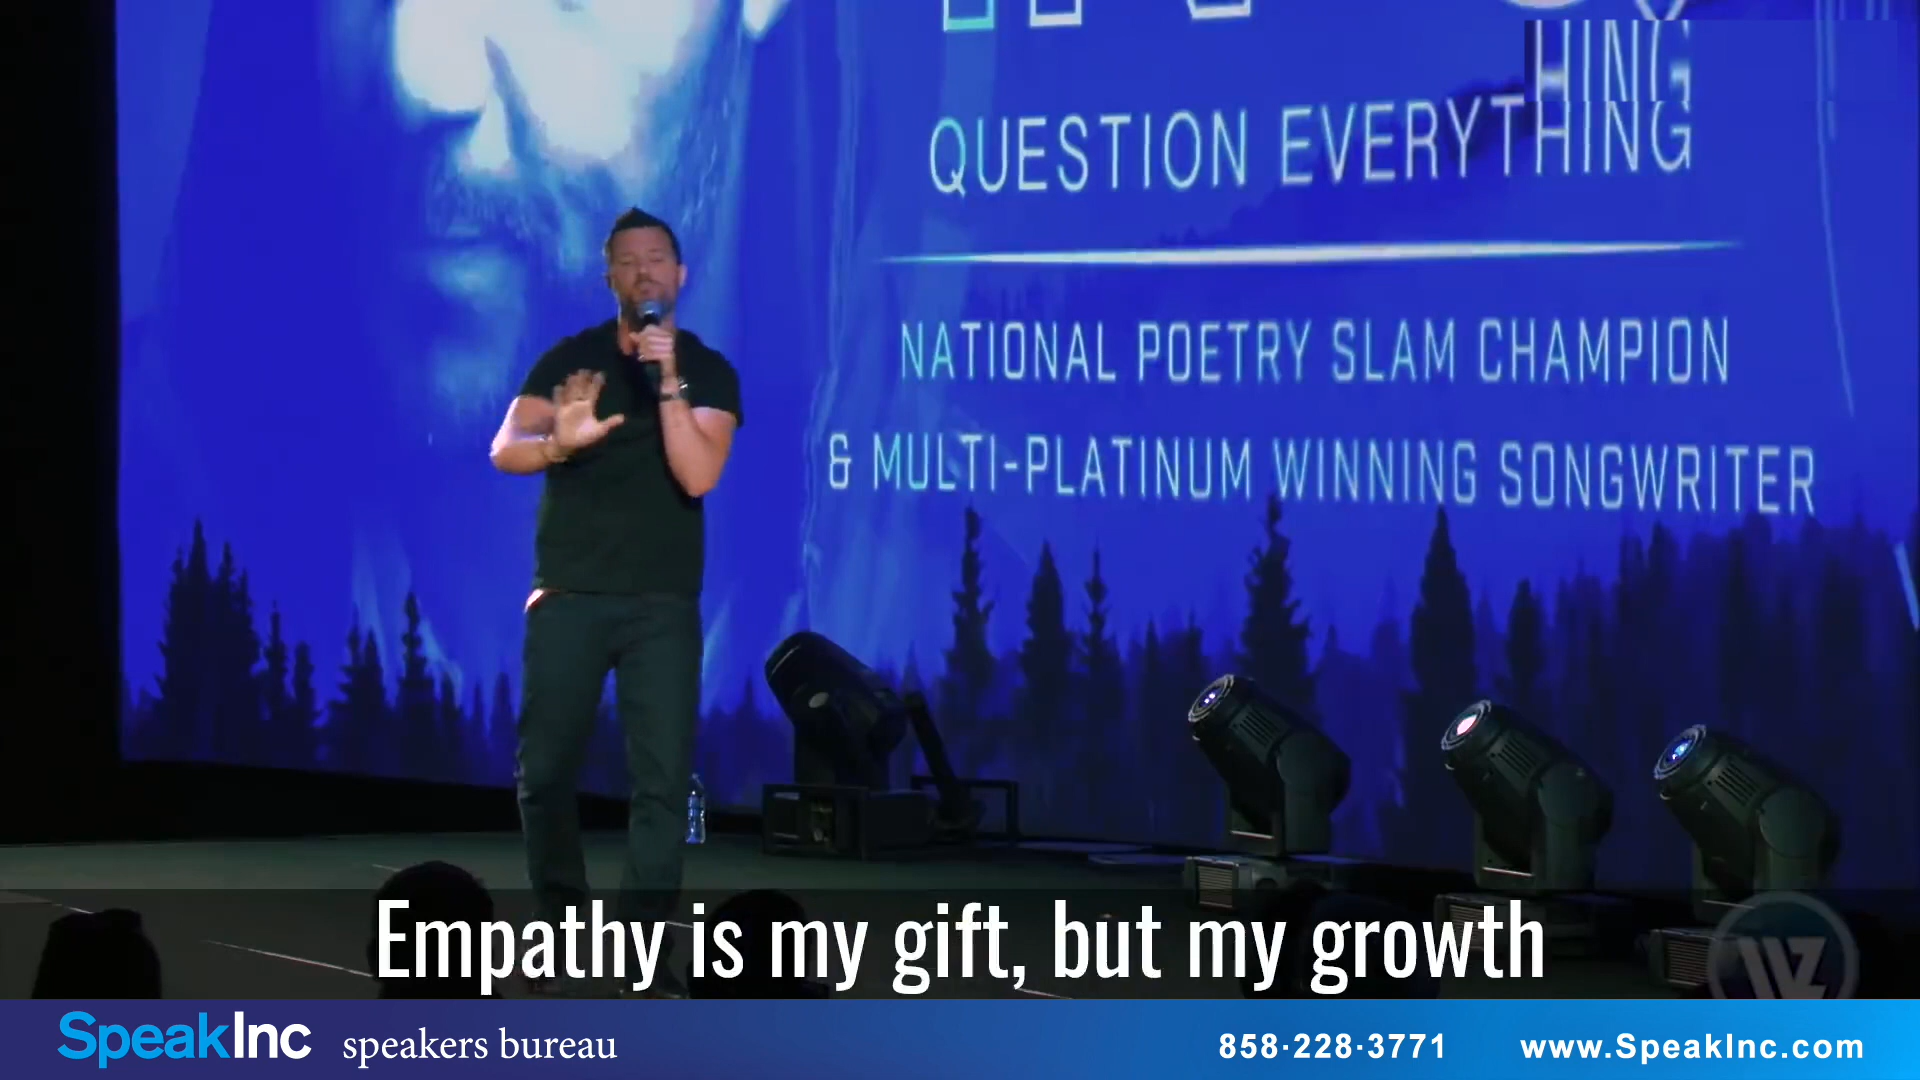 HING
QUESTION EVERYTHING
NATIONAL POETRY SLAM CHAMPION
& MULTI-PLATINUM WINNING SONGWRITER
Empathy is my gift, but my growth
SpeakInc speakers bureau
858·228·3771
www.SpeakInc.com